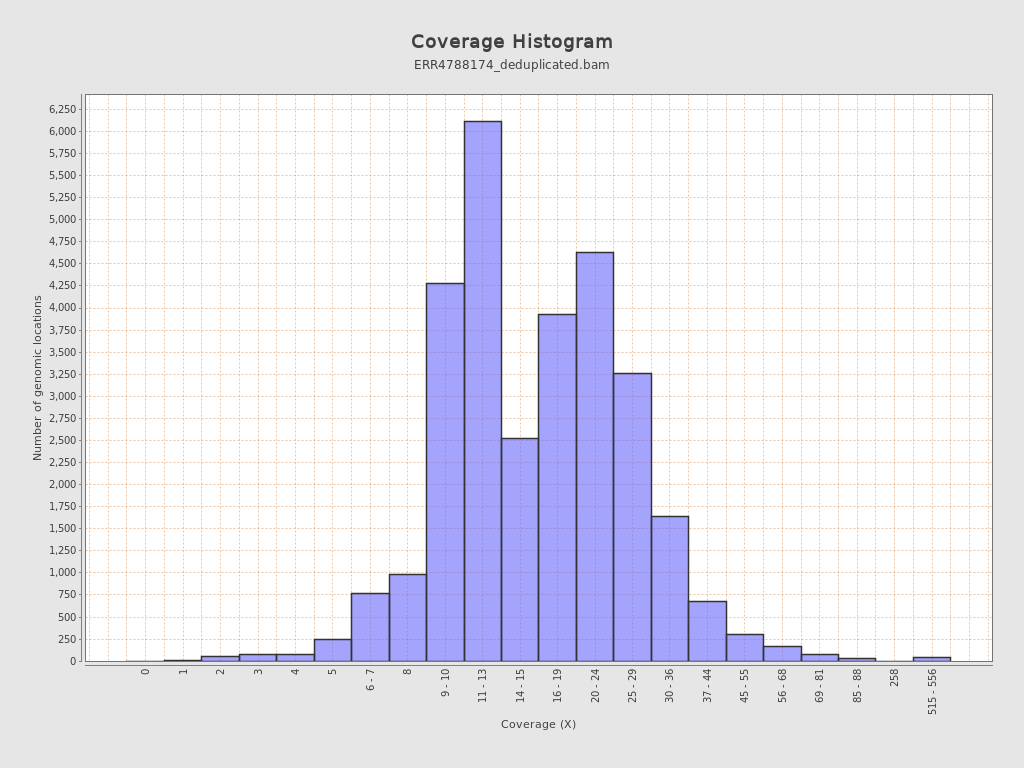 Coverage Histogram
ERR4788174_deduplicated.bam
Number of genomic locations
6,250
6,000
5,750
5,500
5,250
5,000
4,750
4,500
4,250
4,000
3,750
3,500
3,250
3,000
2,750
2,500
2,250
2,000
1,750
1,500
1,250
1,000
750
500
250
0
0
1
2
3
4
5
6 - 7
8
9 - 10
11 - 13
14 - 15
16 - 19
20 - 24
25 - 29
30 - 36
37 - 44
45 - 55
56 - 68
69 - 81
85 - 88
258
515 - 556
Coverage (X)